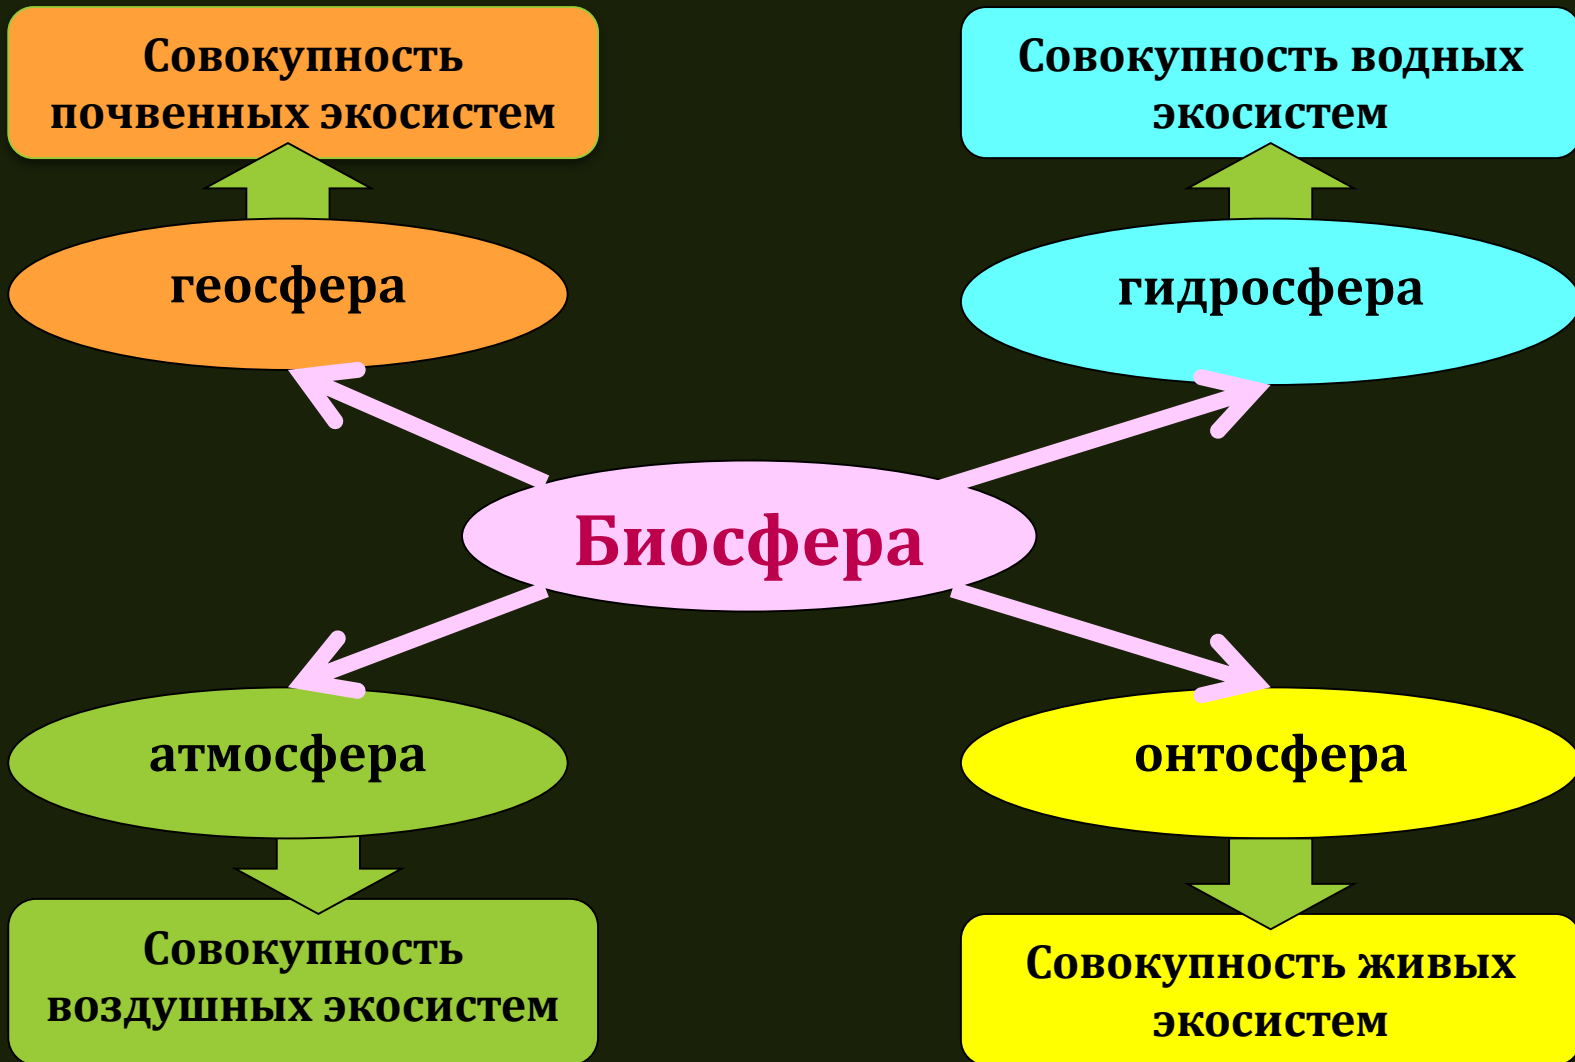 Совокупность
почвенных экосистем
Совокупность водных
экосистем
геосфера
гидросфера
Биосфера
атмосфера
онтосфера
Совокупность
воздушных экосистем
Совокупность живых
экосистем